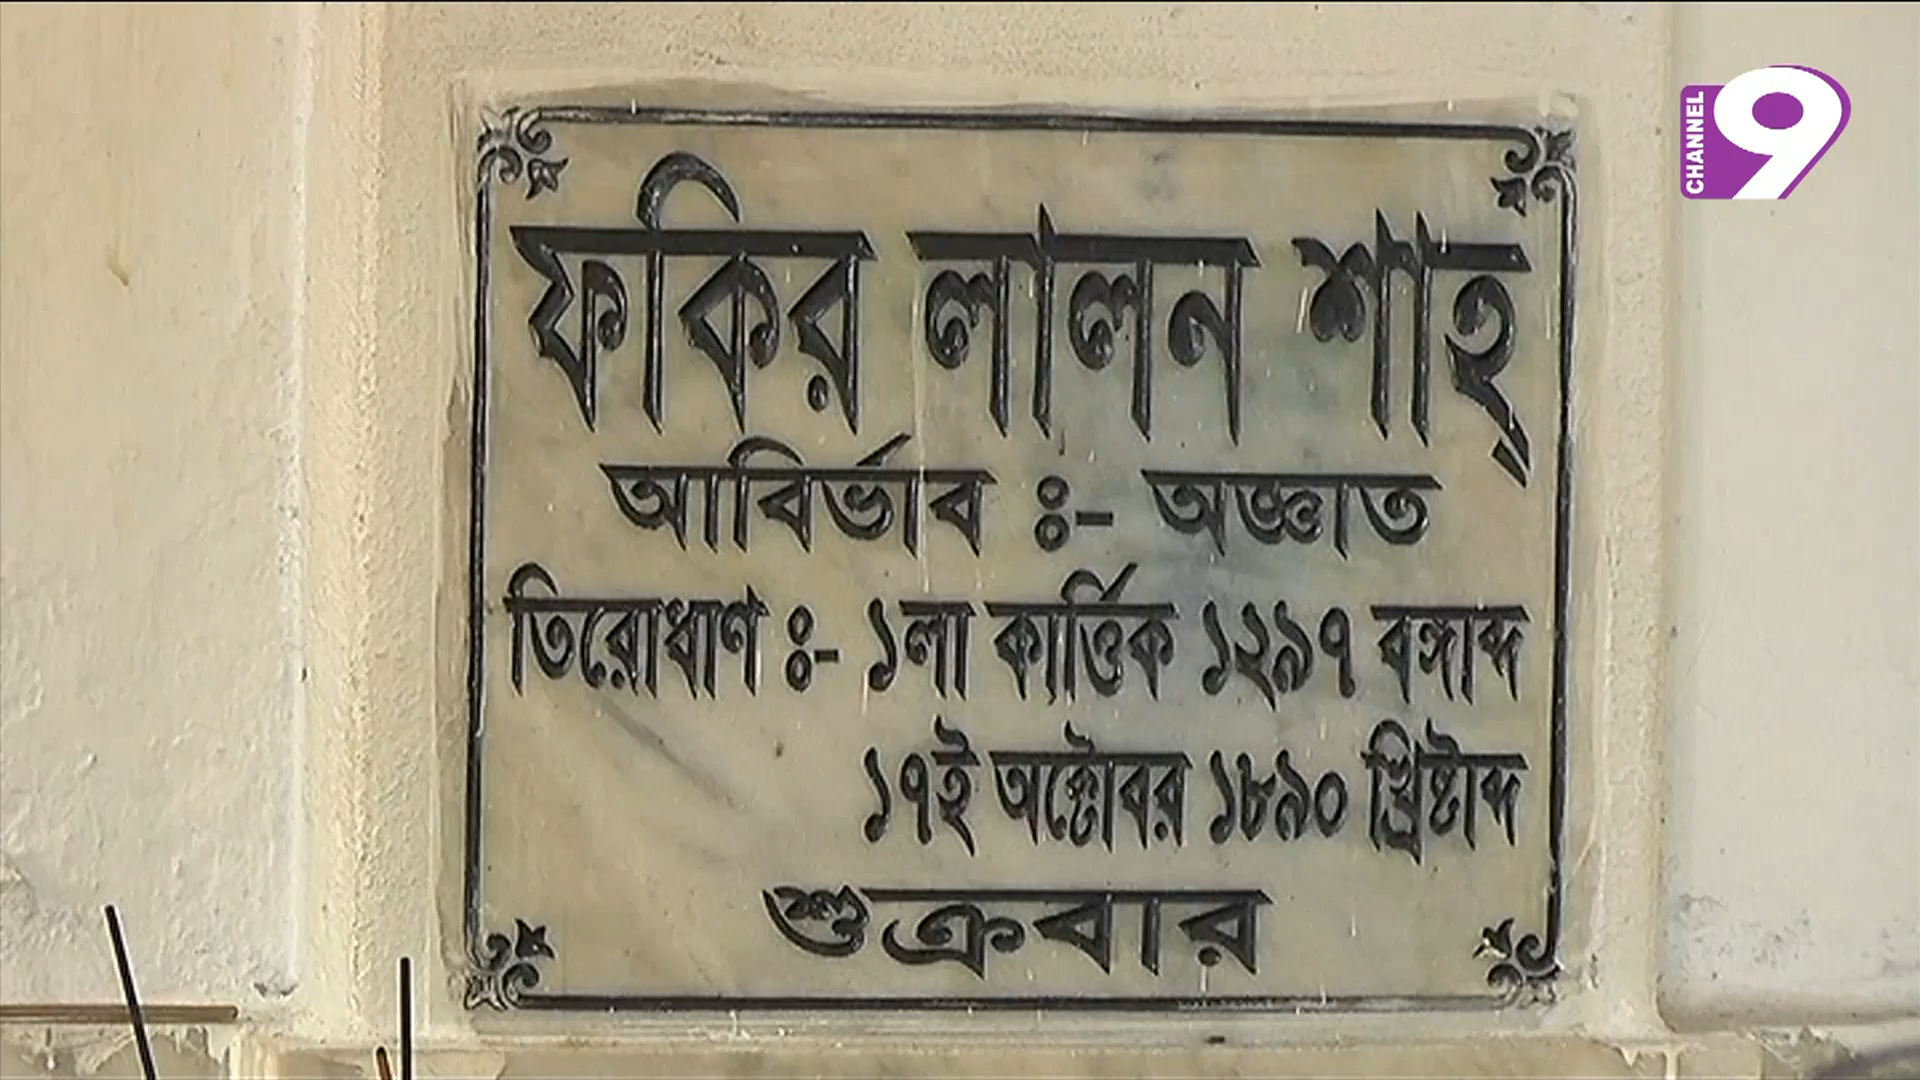 ফকির লালন শাহ্
আবির্ভাব ঃ- অজ্ঞাত
তিরোধাণ ঃ- ১লা কার্ত্তিক ১২৯৭ বঙ্গাব্দ
১৭ই অক্টোবর ১৮৯০ খ্রিষ্টাব্দ
শুক্রবার
CHANNEL 9